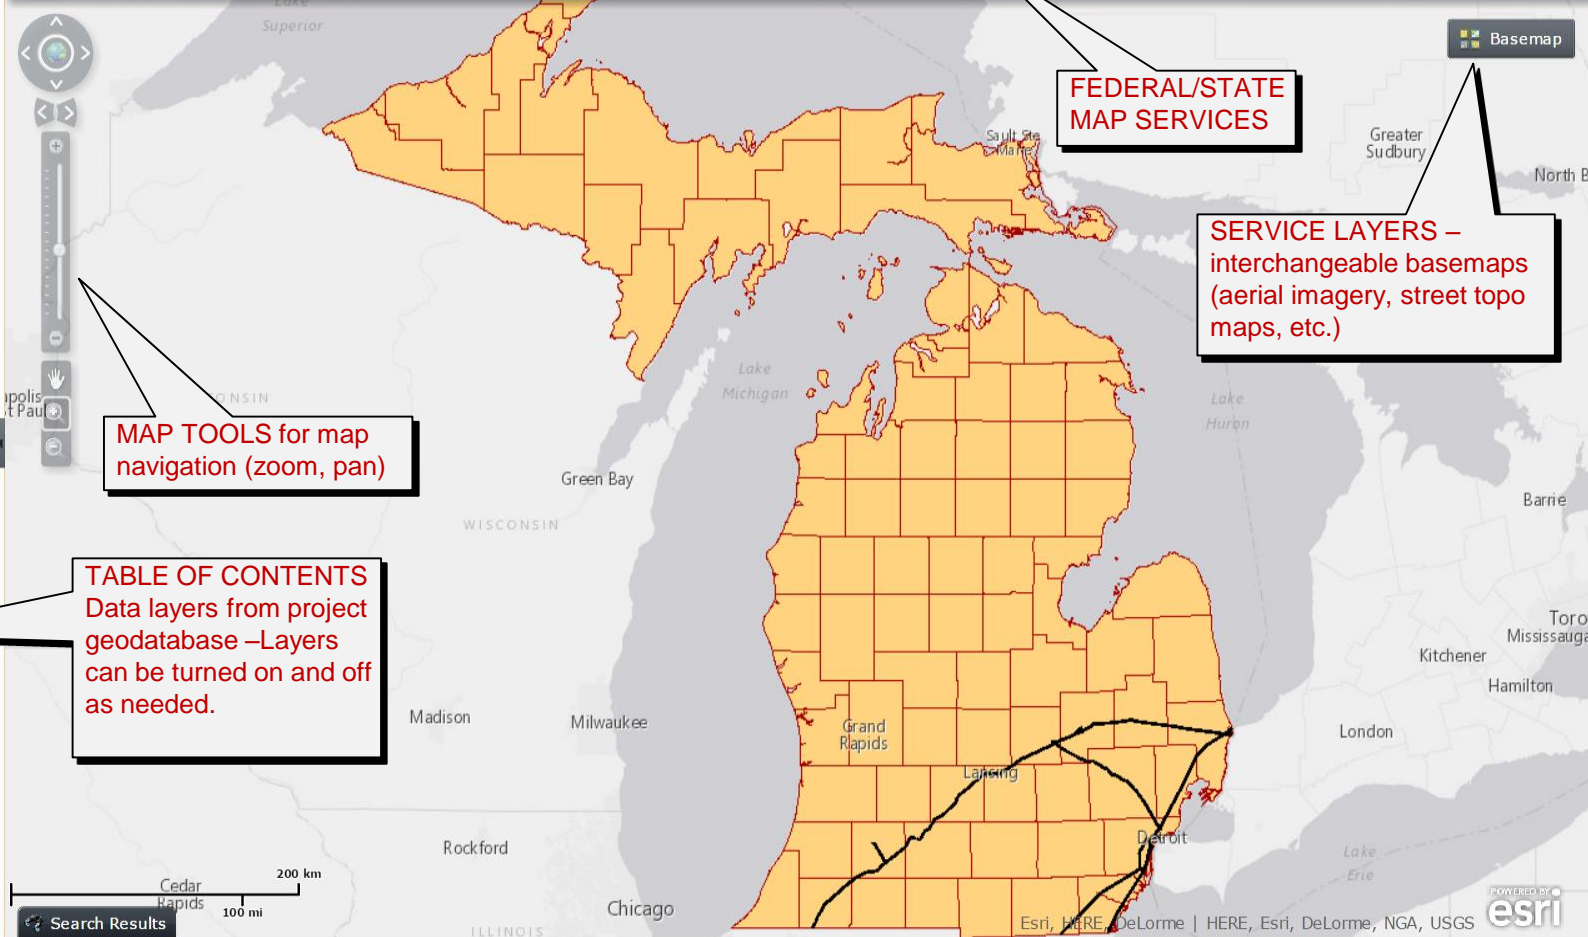 Lake
Superior
Basemap
FEDERAL/STATE
MAP SERVICES
Sault Ste
Marie
Greater
Sudbury
North B
SERVICE LAYERS –
interchangeable basemaps
(aerial imagery, street topo
maps, etc.)
Lake
Michigan
Lake
Huron
apolis
t Paul
ONSIN
MAP TOOLS for map
navigation (zoom, pan)
Green Bay
WISCONSIN
Barrie
TABLE OF CONTENTS
Data layers from project
geodatabase –Layers
can be turned on and off
as needed.
Toro
Mississauga
Kitchener
Hamilton
Madison
Milwaukee
Grand
Rapids
London
Lansing
Detroit
Rockford
Lake
Erie
200 km
Cedar
Rapids
100 mi
Chicago
Search Results
ILLINOIS
Esri, HERE, DeLorme | HERE, Esri, DeLorme, NGA, USGS
POWERED BY
esri